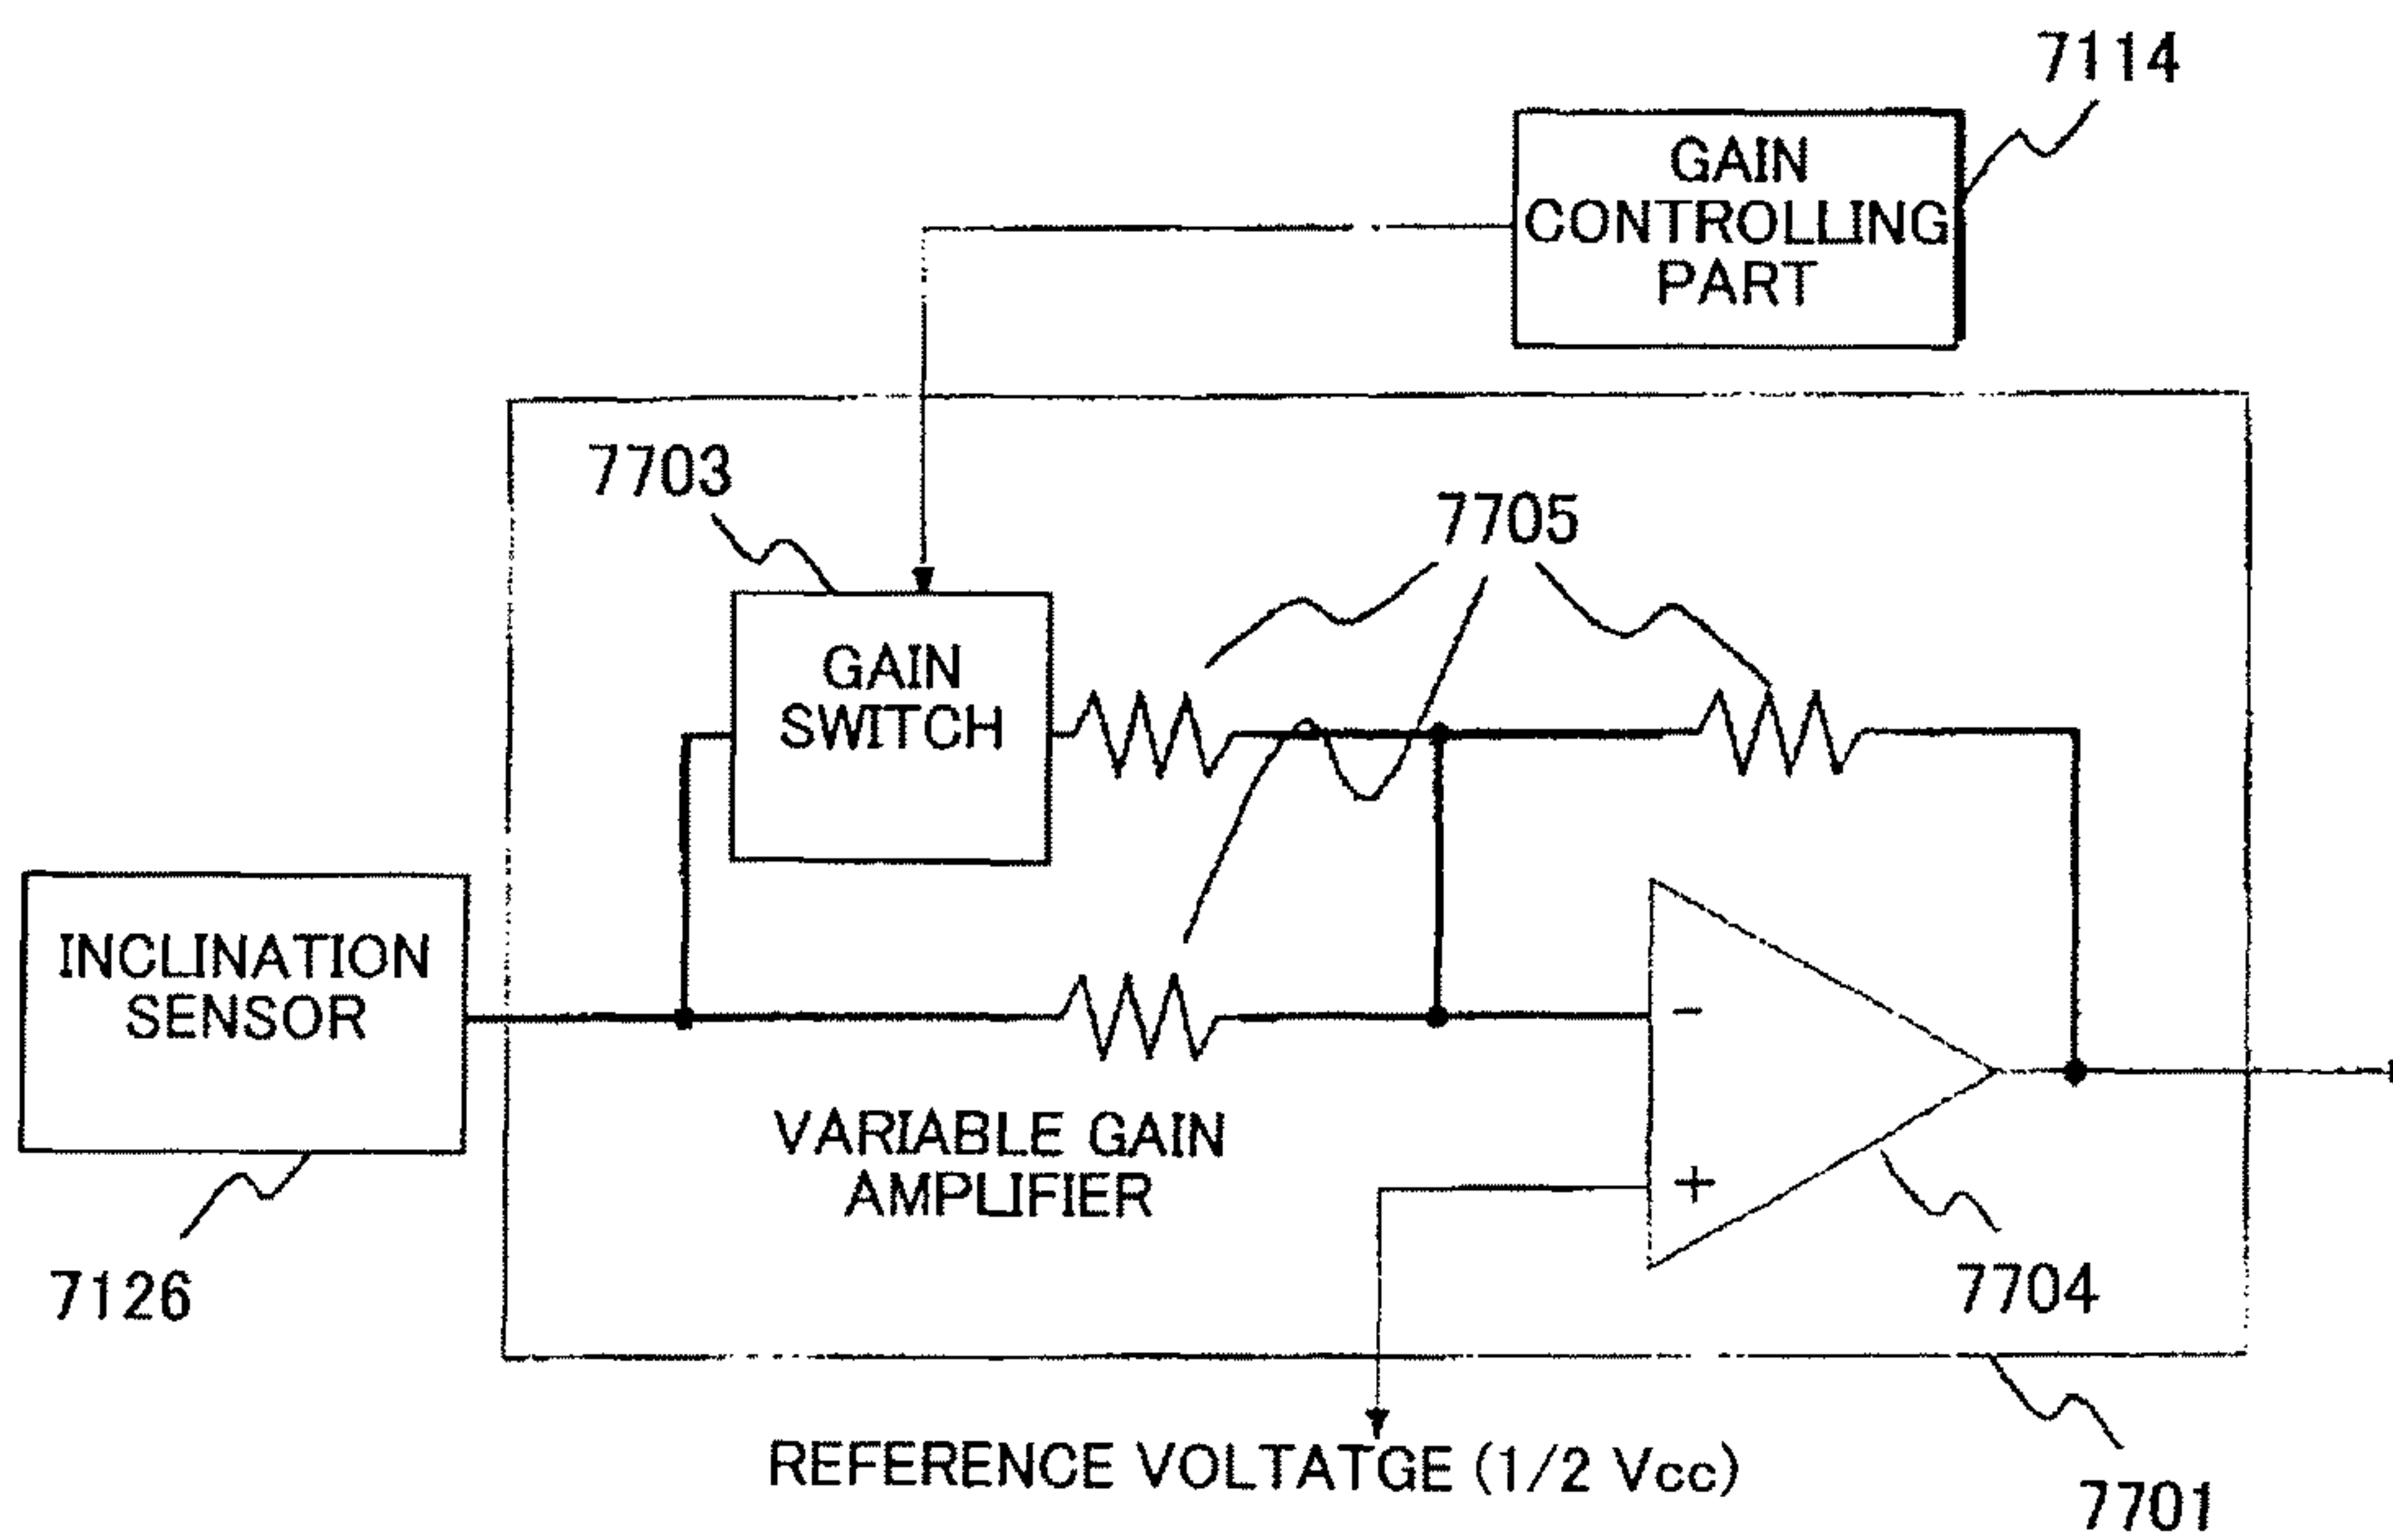 7114
GAIN
CONTROLLING
PART
7703
7705
GAIN
SWITCH
INCLINATION
SENSOR
-
VARIABLE GAIN
AMPLIFIER
+
7126
7704
REFERENCE VOLTATGE (1/2 Vcc)
7701